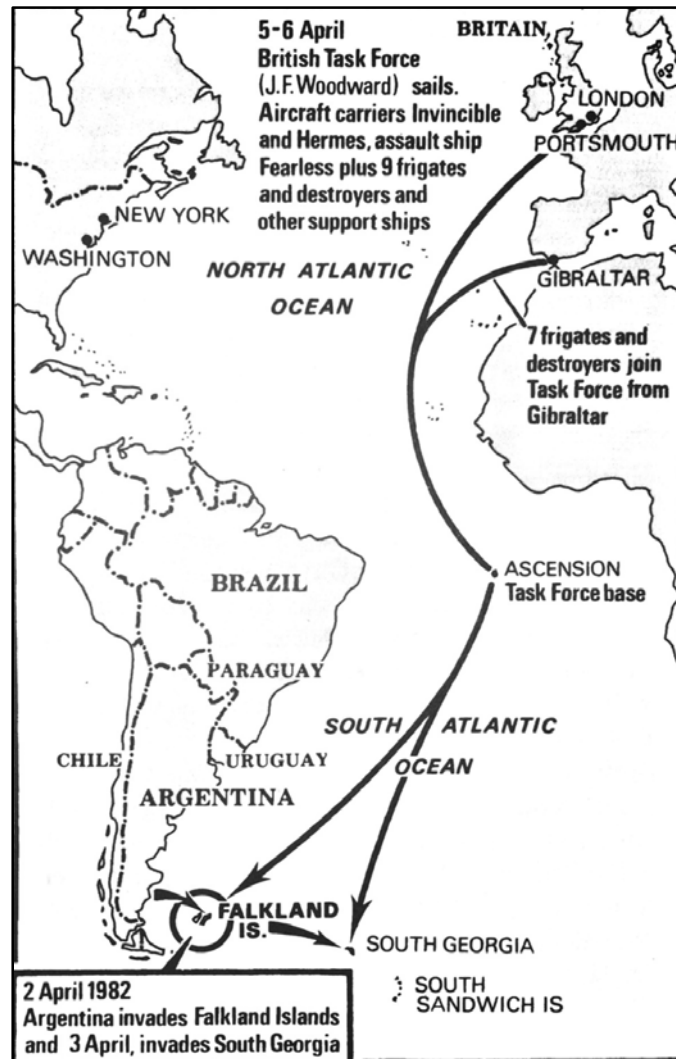 5-6 April
British Task Force
(J.F.Woodward) sails.
Aircraft carriers Invincible
and Hermes, assault ship
Fearless plus 9 frigates
and destroyers and
other support ships
BRITAIN
LONDON
PORTSMOUTH
NEW YORK
WASHINGTON
NORTH ATLANTIC
OCEAN
GIBRALTAR
7 frigates and
destroyers join
Task Force from
Gibraltar
ASCENSION
Task Force base
BRAZIL
PARAGUAY
SOUTH ATLANTIC
OCEAN
CHILE
URUGUAY
ARGENTINA
FALKLAND
IS.
SOUTH GEORGIA
SOUTH
SANDWICH IS
2 April 1982
Argentina invades Falkland Islands
and 3 April, invades South Georgia